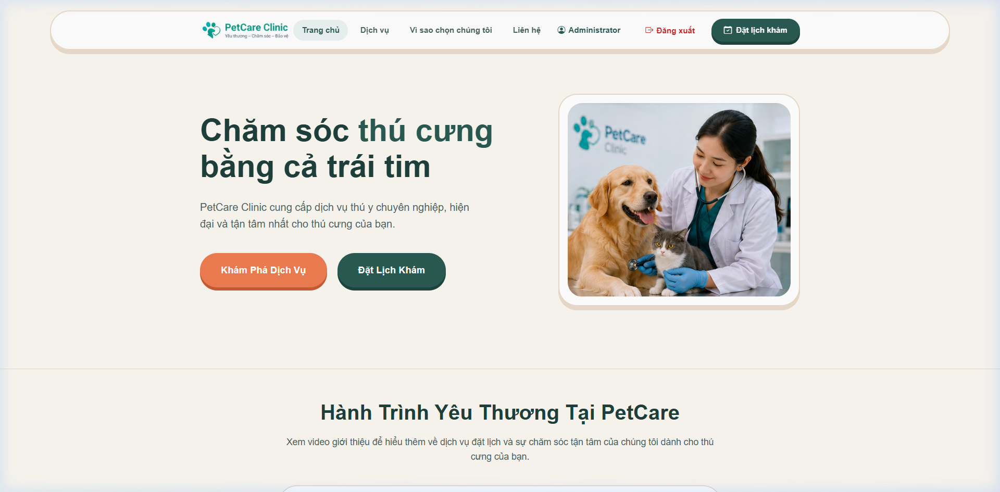 PetCare Clinic
Yêu thương – Chăm sóc – Bảo vệ
Trang chủ
Dịch vụ
Vì sao chọn chúng tôi
Liên hệ
Administrator
Đăng xuất
Đặt lịch khám
Chăm sóc thú cưng
bằng cả trái tim
PetCare Clinic cung cấp dịch vụ thú y chuyên nghiệp, hiện
đại và tận tâm nhất cho thú cưng của bạn.
Khám Phá Dịch Vụ
Đặt Lịch Khám
PetCare
Clinic
Hành Trình Yêu Thương Tại PetCare
Xem video giới thiệu để hiểu thêm về dịch vụ đặt lịch và sự chăm sóc tận tâm của chúng tôi dành cho thú
cưng của bạn.